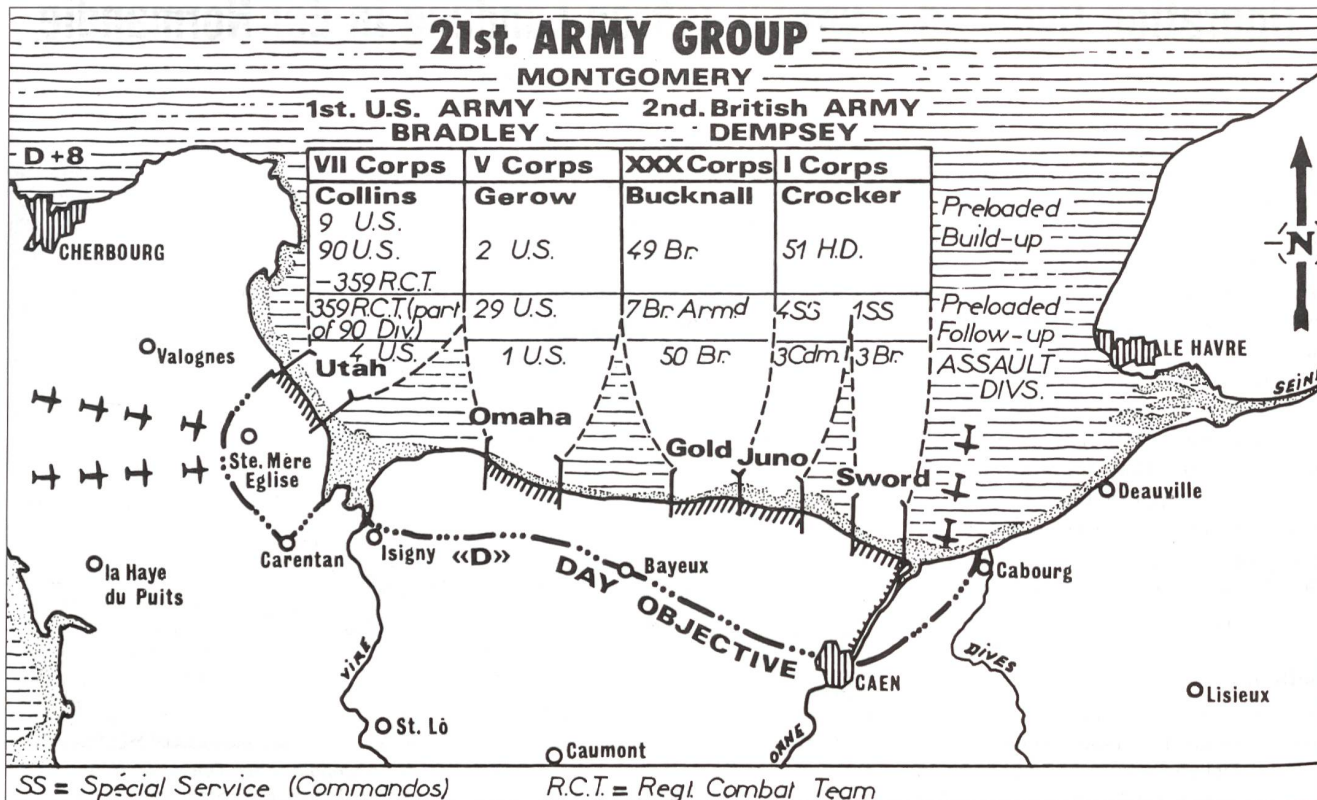 21st. ARMY GROUP
MONTGOMERY
1st. U.S. ARMY 2nd. British ARMY
BRADLEY DEMPSEY
D+8
VII Corps V Corps XXX Corps I Corps
Collins Gerow Bucknall Crocker
9 U.S.
90 U.S. 2 U.S. 49 Br. 51 H.D.
-359 R.C.T.
Preloaded
Build-up
359 R.C.T. (part 29 U.S. 7 Br. Armd 4SS 1SS
of 90 Div.)
Preloaded
Follow-up
4 U.S. 1 U.S. 50 Br. 3 Cdm. 3 Br.
ASSAULT
DIVS.
N
CHERBOURG
Valognes
Utah
Omaha
Gold
Juno
Sword
LE HAVRE
SEINE
Ste. Mère
Eglise
Deauville
Carentan
Isigny
«D»
DAY OBJECTIVE
Bayeux
Cabourg
la Haye
du Puits
VIRE
CAEN
DIVES
Lisieux
St. Lô
Caumont
ORNE
SS = Spécial Service (Commandos) R.C.T. = Regl. Combat Team